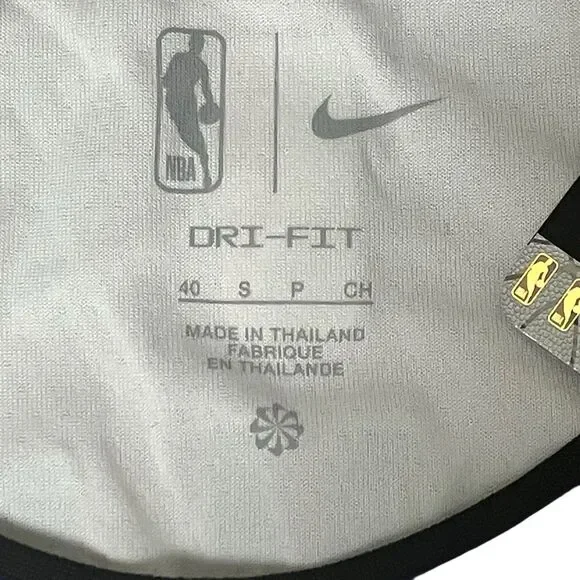 NBA
DRI-FIT
40 S P CH
MADE IN THAILAND
FABRIQUE
EN THAILANDE